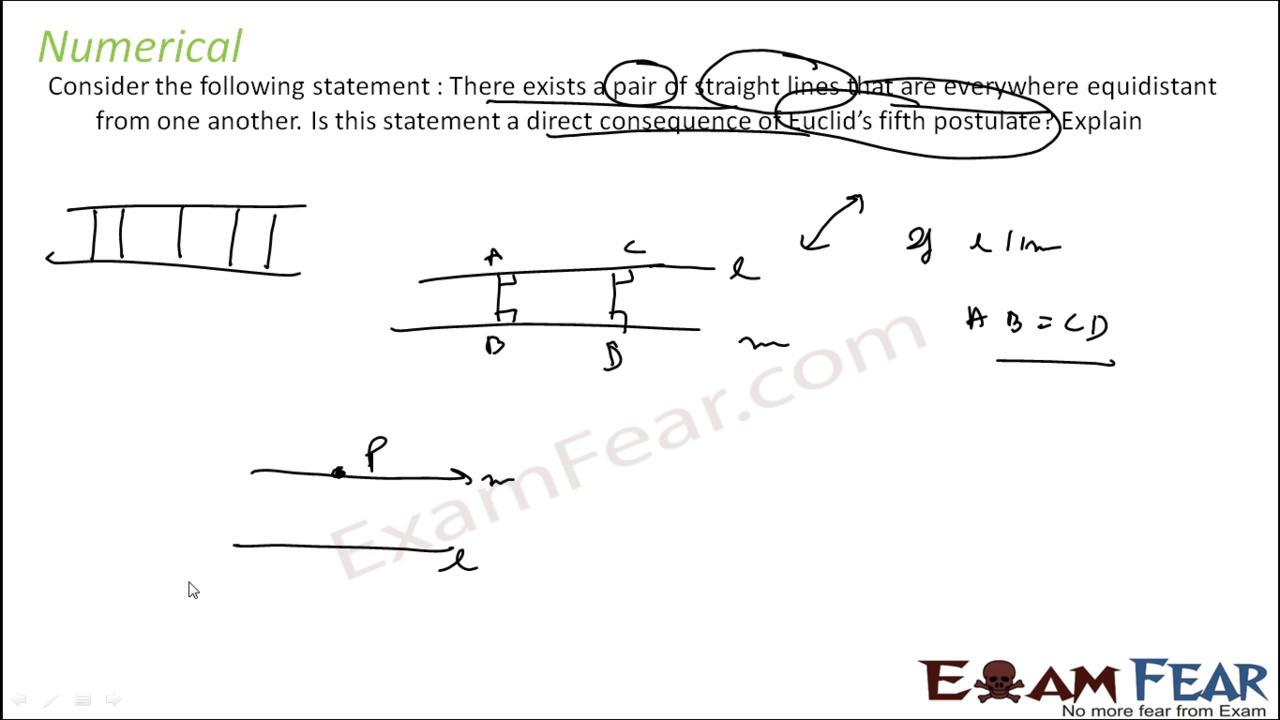 Numerical
Consider the following statement : There exists a pair of straight lines that are everywhere equidistant
from one another. Is this statement a direct consequence of Euclid's fifth postulate? Explain
A C l
If l || m
A B = C D
B D m
P
m
l
ExamFear.com
EXAM FEAR
No more fear from Exam